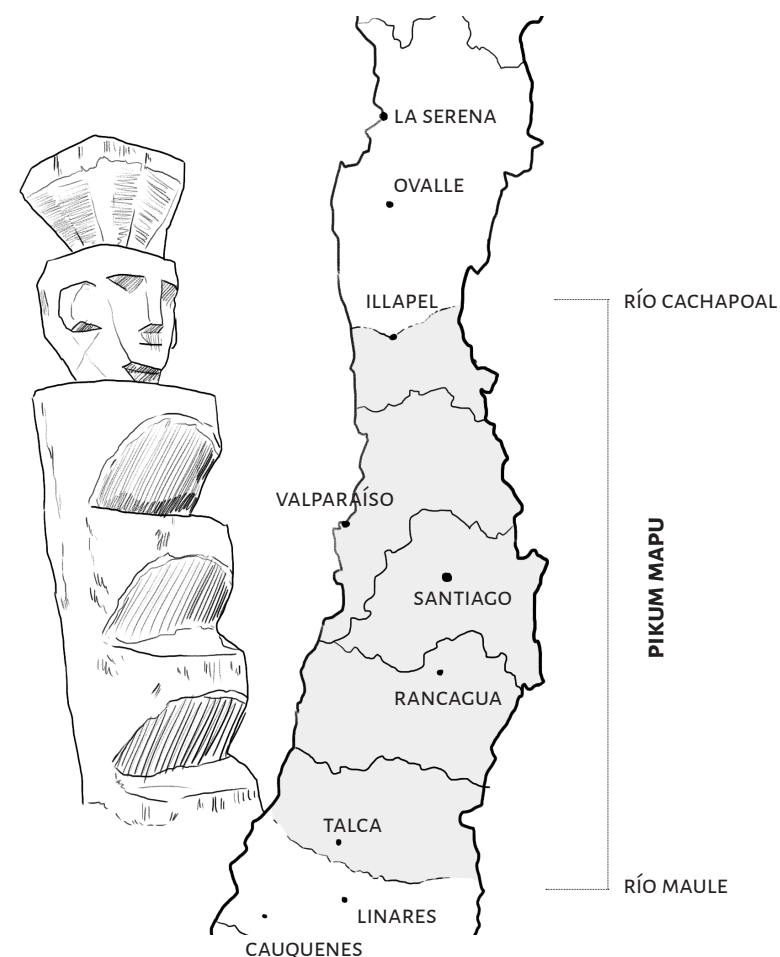 LA SERENA
OVALLE
ILLAPEL
RÍO CACHAPOAL
VALPARAÍSO
SANTIAGO
PIKUM MAPU
RANCAGUA
TALCA
RÍO MAULE
LINARES
CAUQUENES